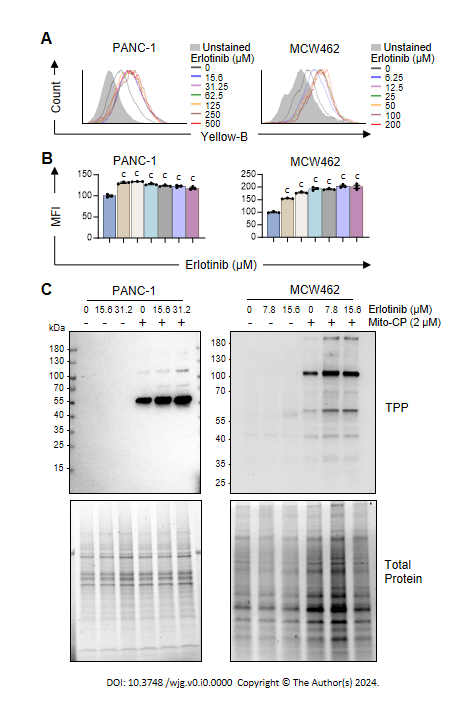 A
PANC-1
Unstained
Erlotinib (µM)
0
15.6
31.25
62.5
125
250
500
MCW462
Unstained
Erlotinib (µM)
0
6.25
12.5
25
50
100
200
Count
Yellow-B
B
PANC-1
MCW462
MFI
150
100
50
0
c c c c c c
250
200
150
100
50
0
c c c c c c
Erlotinib (µM)
C
PANC-1
MCW462
0 15.6 31.2 0 15.6 31.2
0 7.8 15.6 0 7.8 15.6 Erlotinib (µM)
- - - + + +
- - - + + + Mito-CP (2 µM)
kDa
180
130
100
70
55
40
35
25
15
180
130
100
70
55
40
35
25
TPP
Total
Protein
DOI: 10.3748 /wjg.v0.i0.0000 Copyright © The Author(s) 2024.